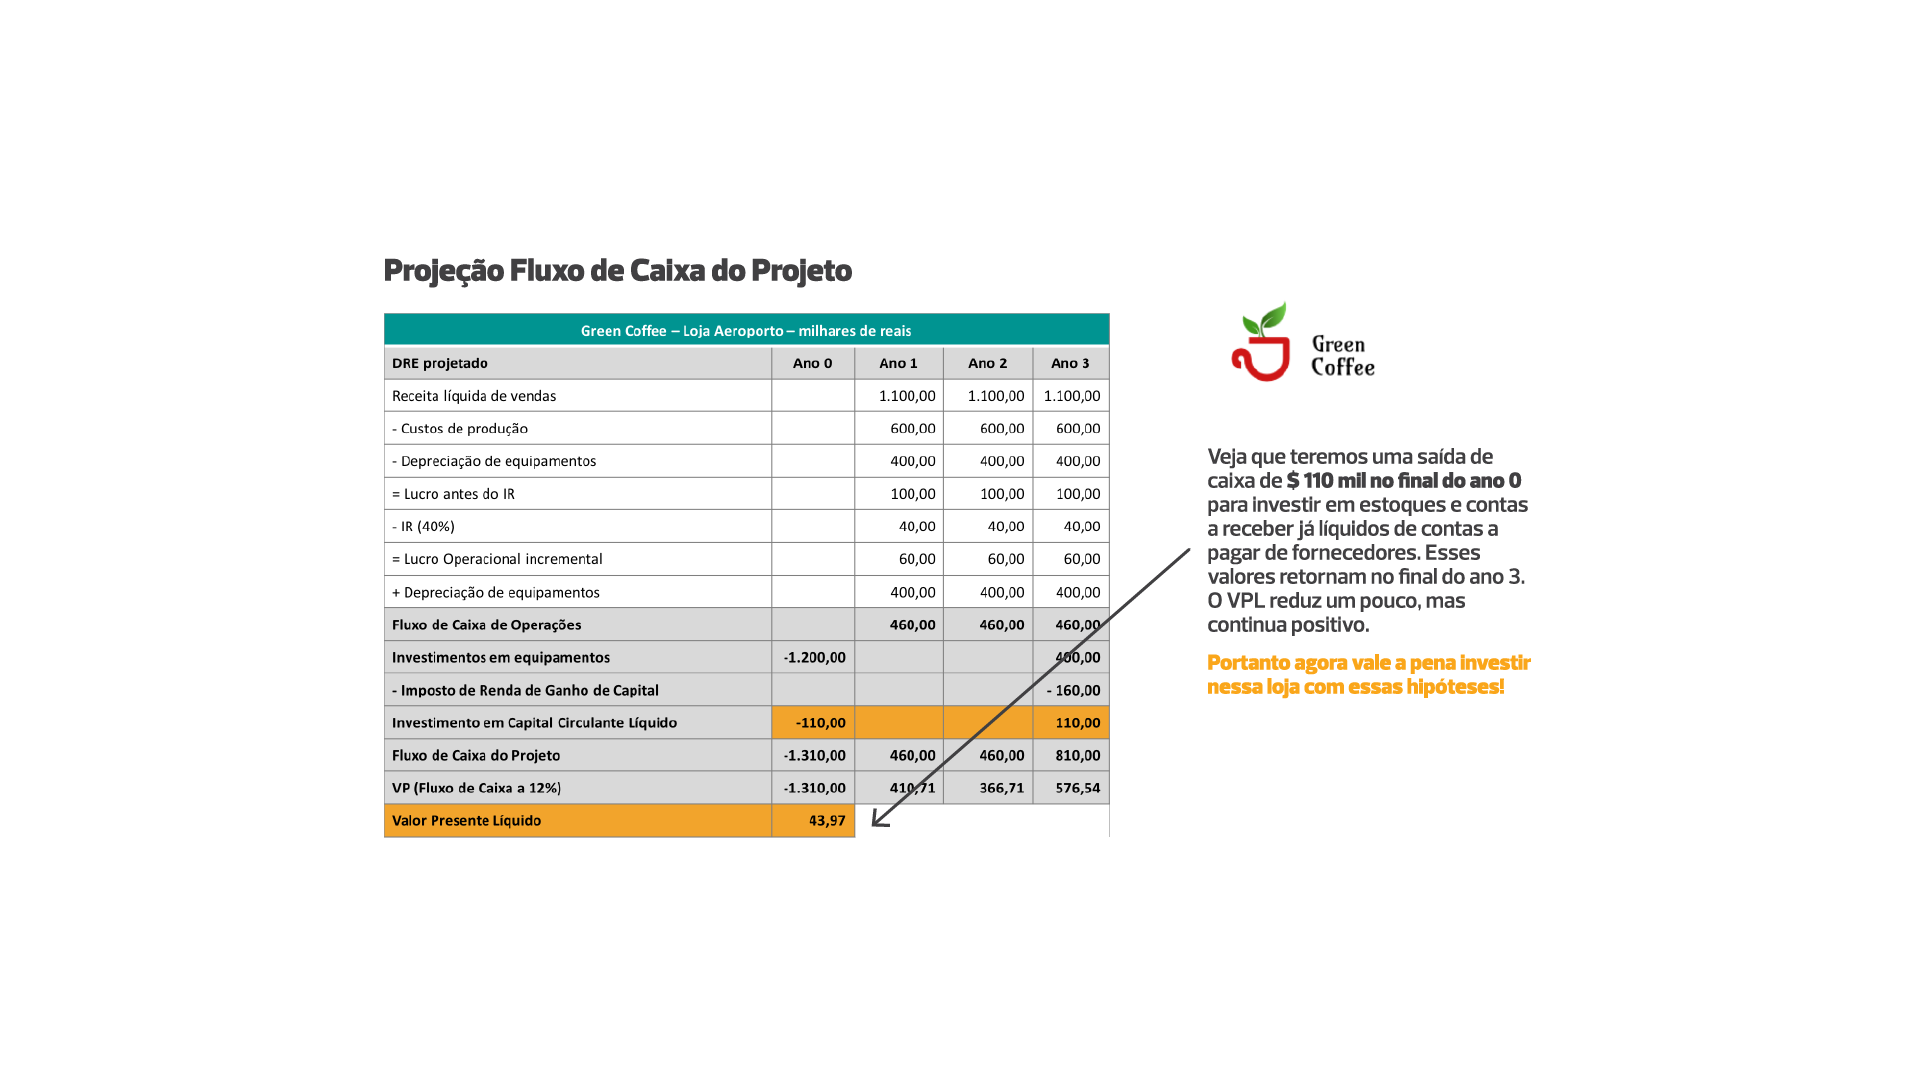 Projeção Fluxo de Caixa do Projeto
Green Coffee – Loja Aeroporto – milhares de reais
DRE projetado Ano 0 Ano 1 Ano 2 Ano 3
Receita líquida de vendas 1.100,00 1.100,00 1.100,00
- Custos de produção 600,00 600,00 600,00
- Depreciação de equipamentos 400,00 400,00 400,00
= Lucro antes do IR 100,00 100,00 100,00
- IR (40%) 40,00 40,00 40,00
= Lucro Operacional incremental 60,00 60,00 60,00
+ Depreciação de equipamentos 400,00 400,00 400,00
Fluxo de Caixa de Operações 460,00 460,00 460,00
Investimentos em equipamentos -1.200,00 400,00
- Imposto de Renda de Ganho de Capital - 160,00
Investimento em Capital Circulante Líquido -110,00 110,00
Fluxo de Caixa do Projeto -1.310,00 460,00 460,00 810,00
VP (Fluxo de Caixa a 12%) -1.310,00 410,71 366,71 576,54
Valor Presente Líquido 43,97
Green
Coffee
Veja que teremos uma saída de
caixa de $ 110 mil no final do ano 0
para investir em estoques e contas
a receber já líquidos de contas a
pagar de fornecedores. Esses
valores retornam no final do ano 3.
O VPL reduz um pouco, mas
continua positivo.
Portanto agora vale a pena investir
nessa loja com essas hipóteses!